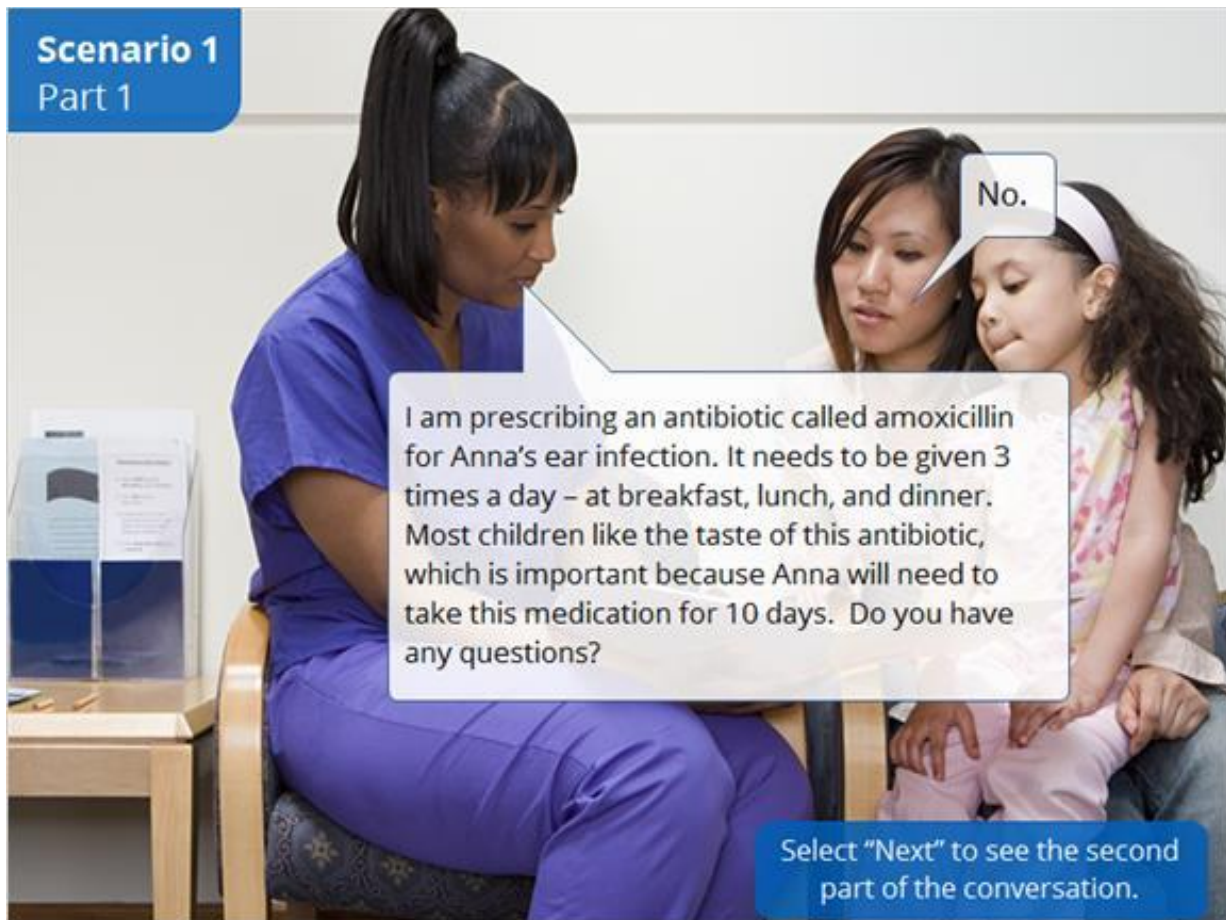 Scenario 1
Part 1
No.
I am prescribing an antibiotic called amoxicillin
for Anna's ear infection. It needs to be given 3
times a day – at breakfast, lunch, and dinner.
Most children like the taste of this antibiotic,
which is important because Anna will need to
take this medication for 10 days.  Do you have
any questions?
Select “Next” to see the second
part of the conversation.